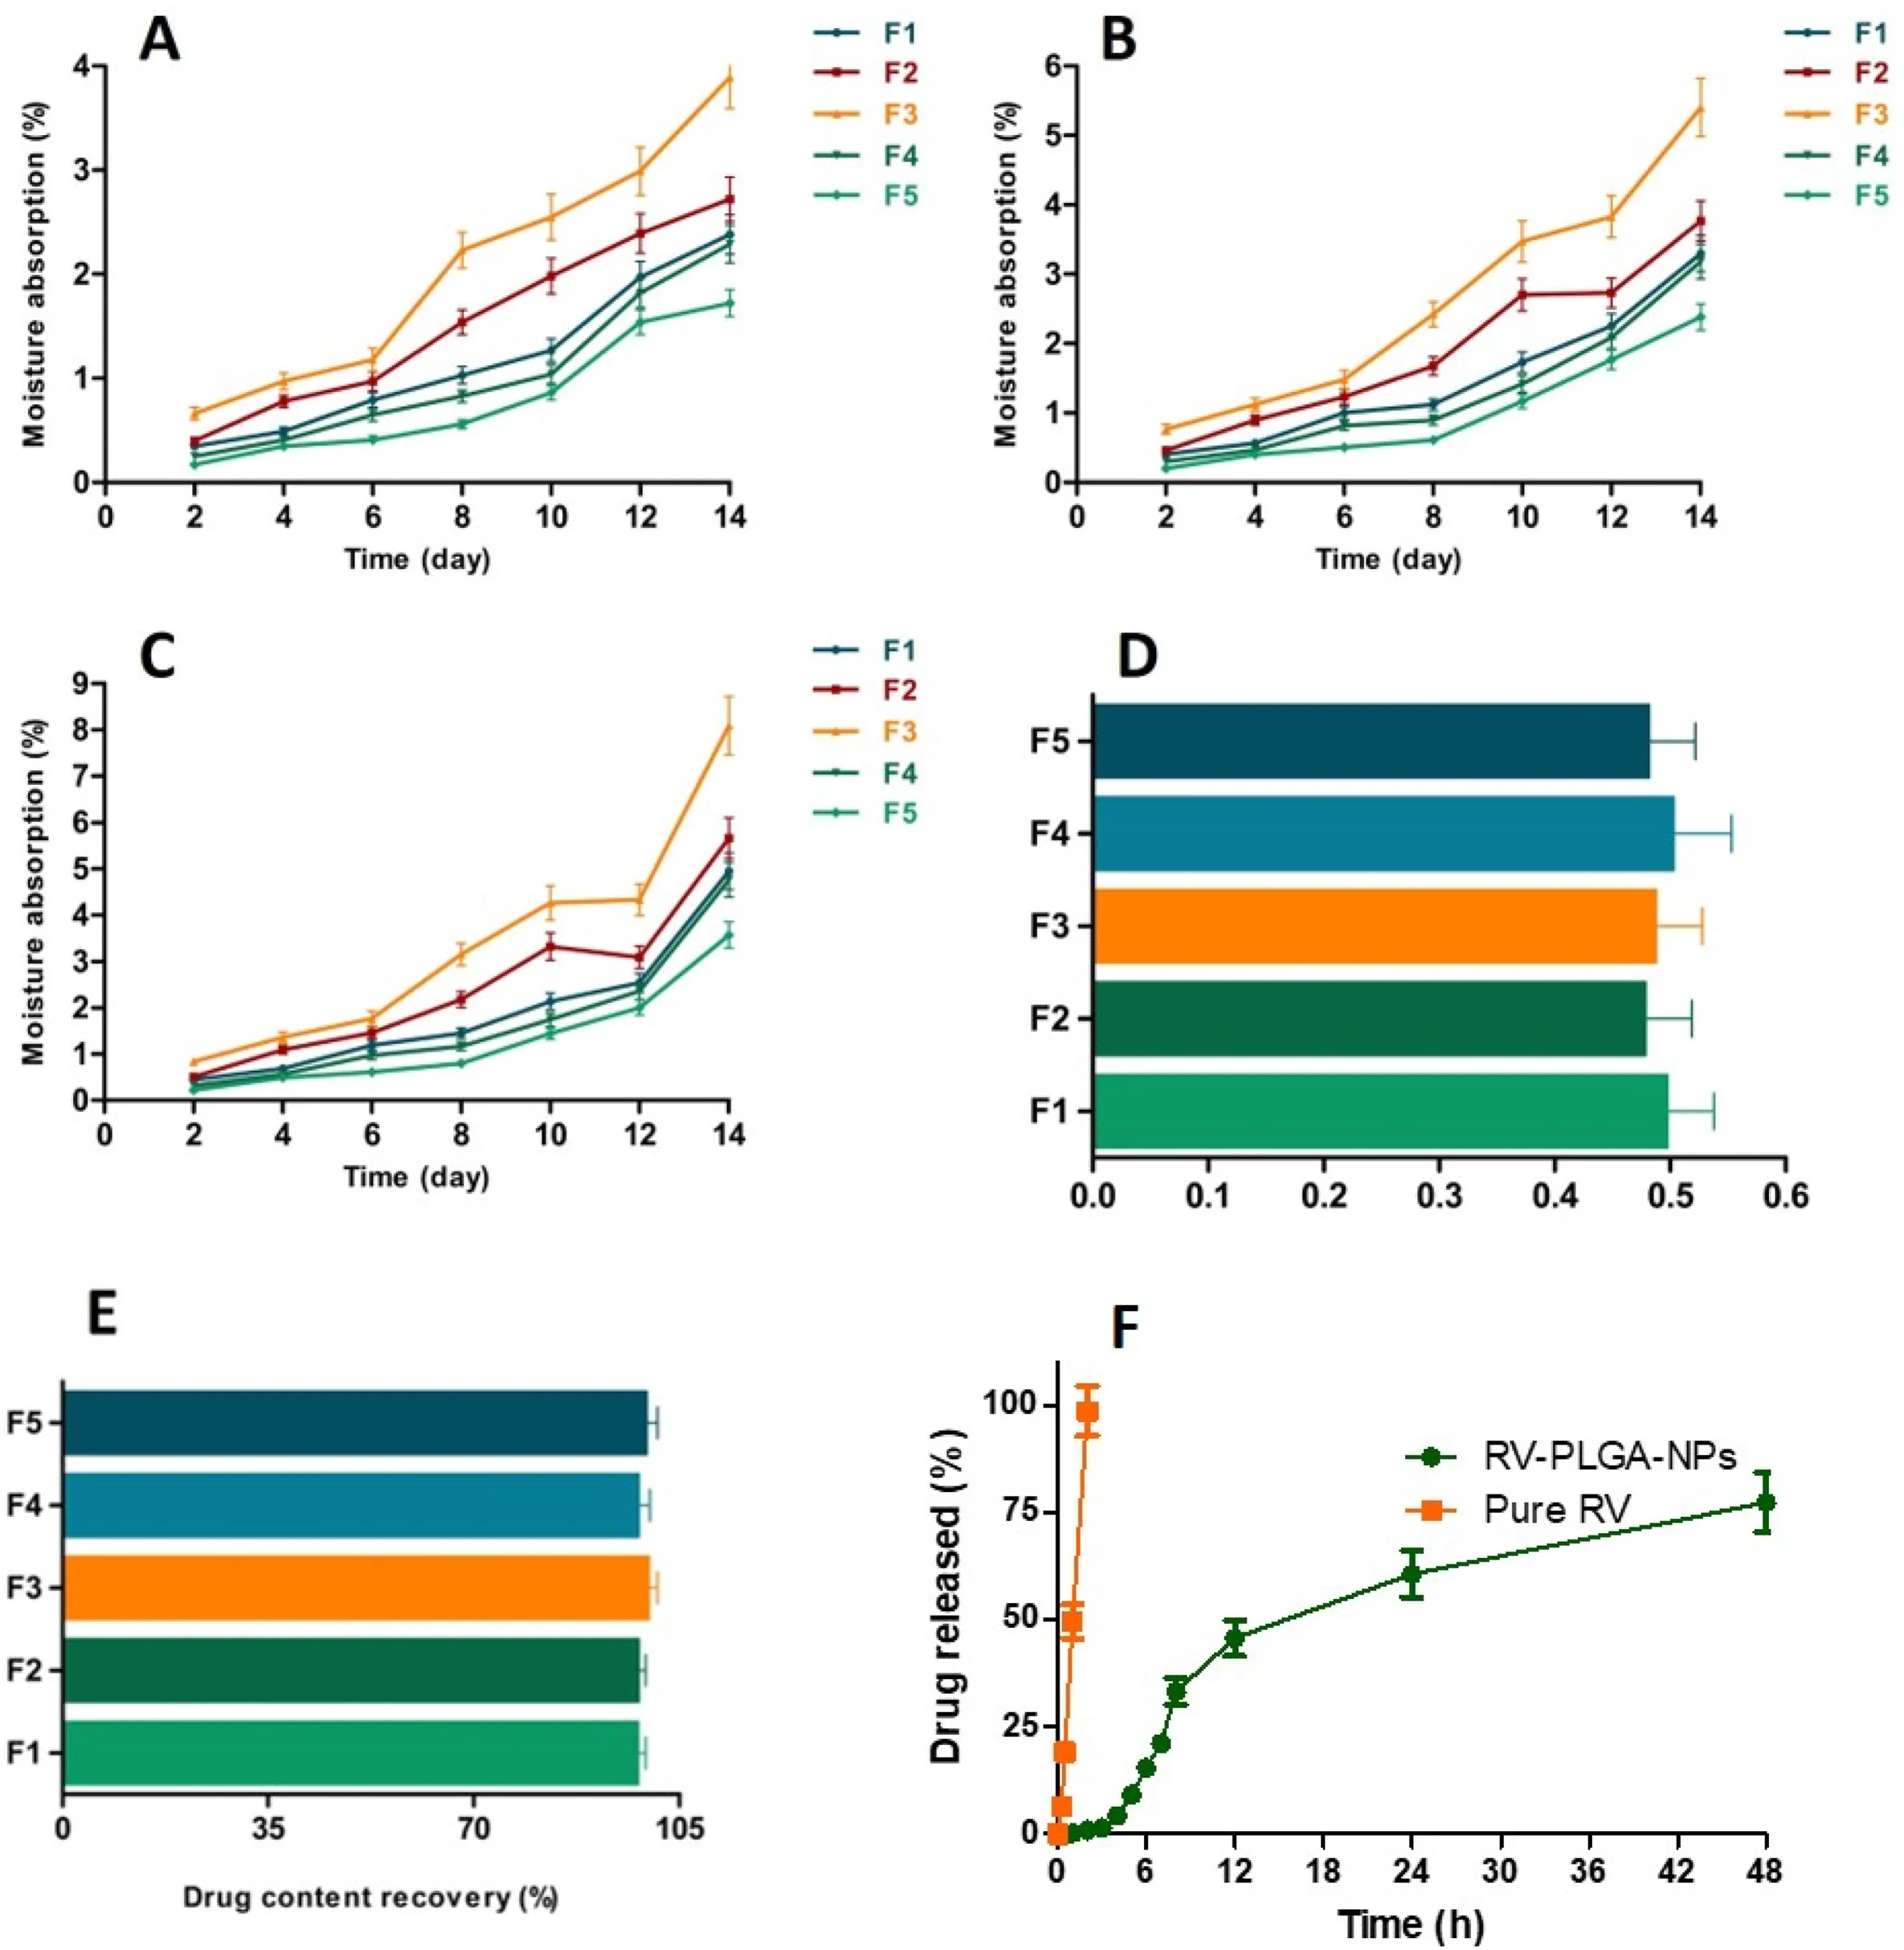 A
F1
F2
F3
F4
F5
Moisture absorption (%)
4
3
2
1
0
0 2 4 6 8 10 12 14
Time (day)
B
F1
F2
F3
F4
F5
Moisture absorption (%)
6
5
4
3
2
1
0
0 2 4 6 8 10 12 14
Time (day)
C
F1
F2
F3
F4
F5
Moisture absorption (%)
9
8
7
6
5
4
3
2
1
0
0 2 4 6 8 10 12 14
Time (day)
D
F5
F4
F3
F2
F1
0.0 0.1 0.2 0.3 0.4 0.5 0.6
E
F5
F4
F3
F2
F1
0 35 70 105
Drug content recovery (%)
F
Drug released (%)
100
75
50
25
0
RV-PLGA-NPs
Pure RV
0 6 12 18 24 30 36 42 48
Time (h)